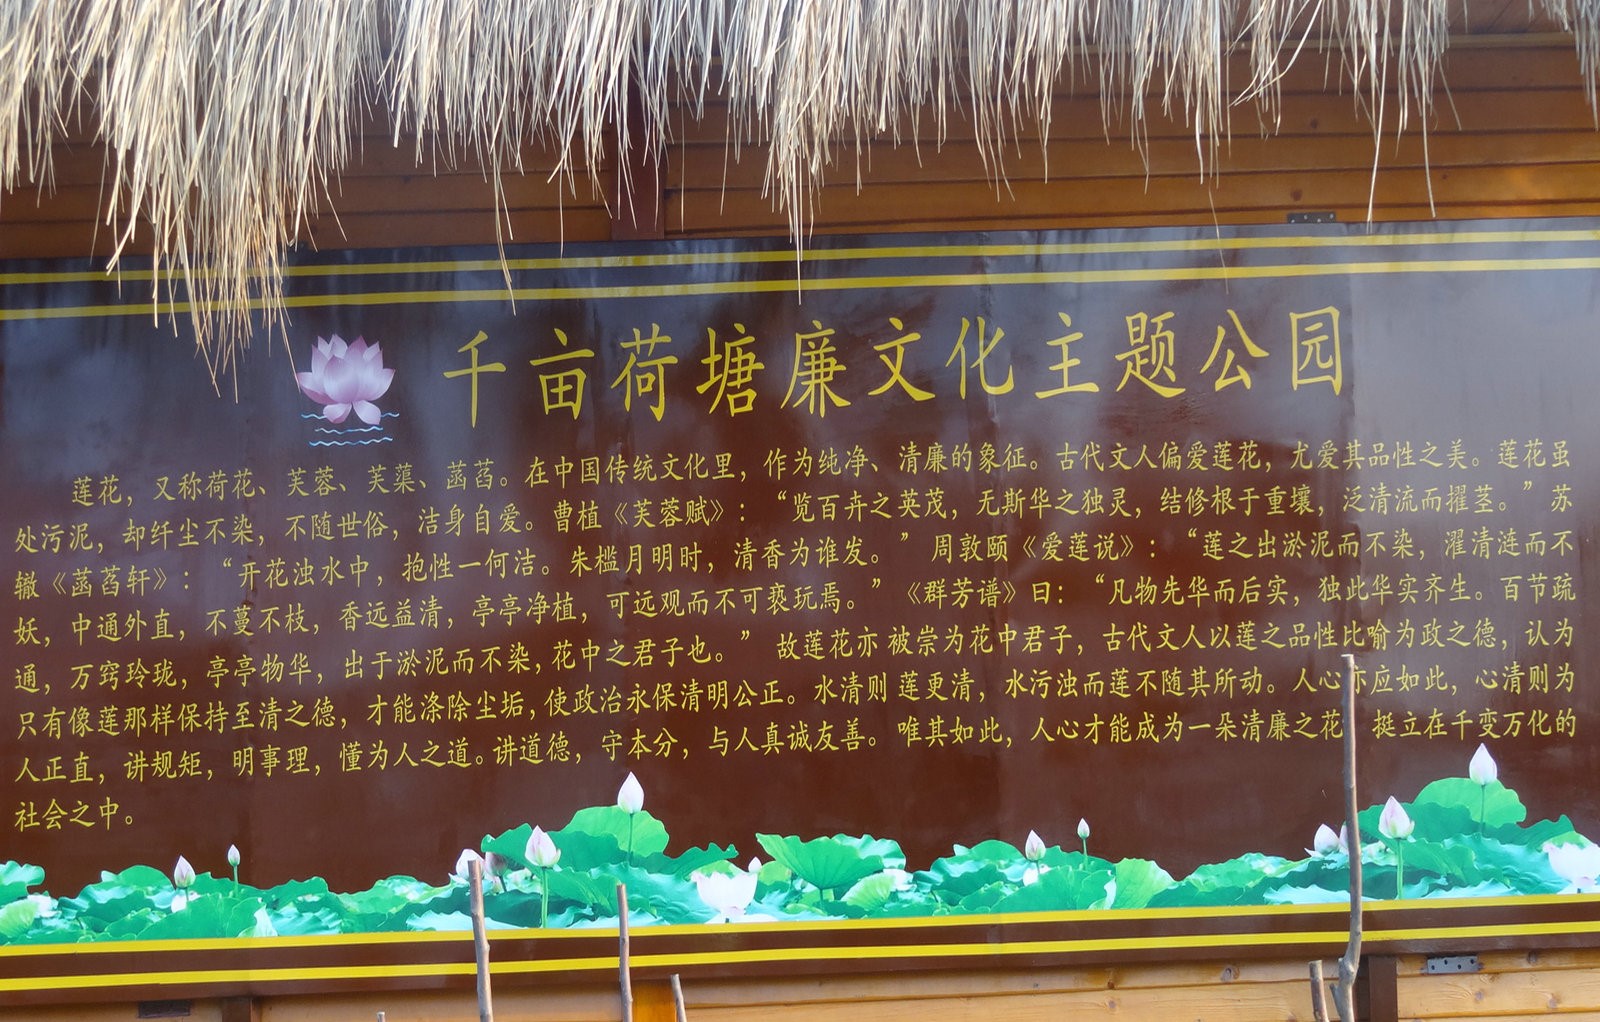 千亩荷塘廉文化主题公园
莲花，又称荷花、芙蓉、芙蕖、菡萏。在中国传统文化里，作为纯净、清廉的象征。古代文人偏爱莲花，尤爱其品性之美。莲花虽
处污泥，却纤尘不染，不随世俗，洁身自爱。曹植《芙蓉赋》：“览百卉之英茂，无斯华之独灵，结修根于重壤，泛清流而擢茎。”苏
辙《菡萏轩》：“开花浊水中，抱性一何洁。朱槛月明时，清香为谁发。”周敦颐《爱莲说》：“莲之出淤泥而不染，濯清涟而不
妖，中通外直，不蔓不枝，香远益清，亭亭净植，可远观而不可亵玩焉。”《群芳谱》曰：“凡物先华而后实，独此华实齐生。百节疏
通，万窍玲珑，亭亭物华，出于淤泥而不染，花中之君子也。”故莲花亦被崇为花中君子，古代文人以莲之品性比喻为政之德，认为
只有像莲那样保持至清之德，才能涤除尘垢，使政治永保清明公正。水清则莲更清，水污浊而莲不随其所动。人心亦应如此，心清则为
人正直，讲规矩，明事理，懂为人之道。讲道德，守本分，与人真诚友善。唯其如此，人心才能成为一朵清廉之花 挺立在千变万化的
社会之中。